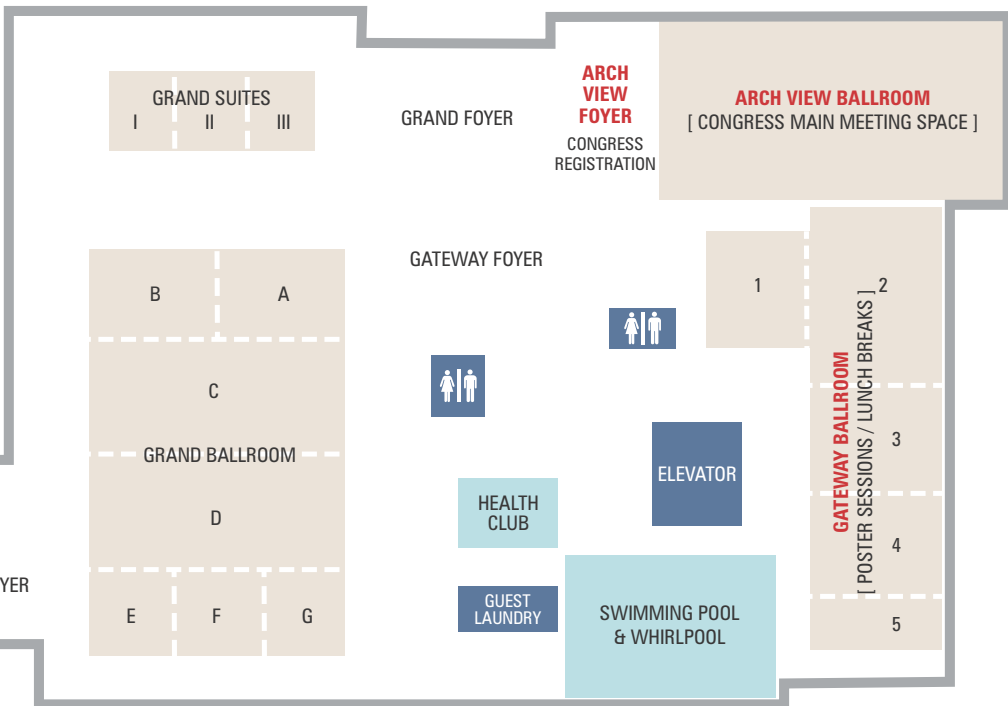 GRAND SUITES
I
II
III
GRAND FOYER
ARCH
VIEW
FOYER
CONGRESS
REGISTRATION
ARCH VIEW BALLROOM
[ CONGRESS MAIN MEETING SPACE ]
GATEWAY FOYER
B
A
C
GRAND BALLROOM
D
E
F
G
1
2
3
4
5
GATEWAY BALLROOM
[ POSTER SESSIONS / LUNCH BREAKS ]
ELEVATOR
HEALTH
CLUB
GUEST
LAUNDRY
SWIMMING POOL
& WHIRLPOOL
YER